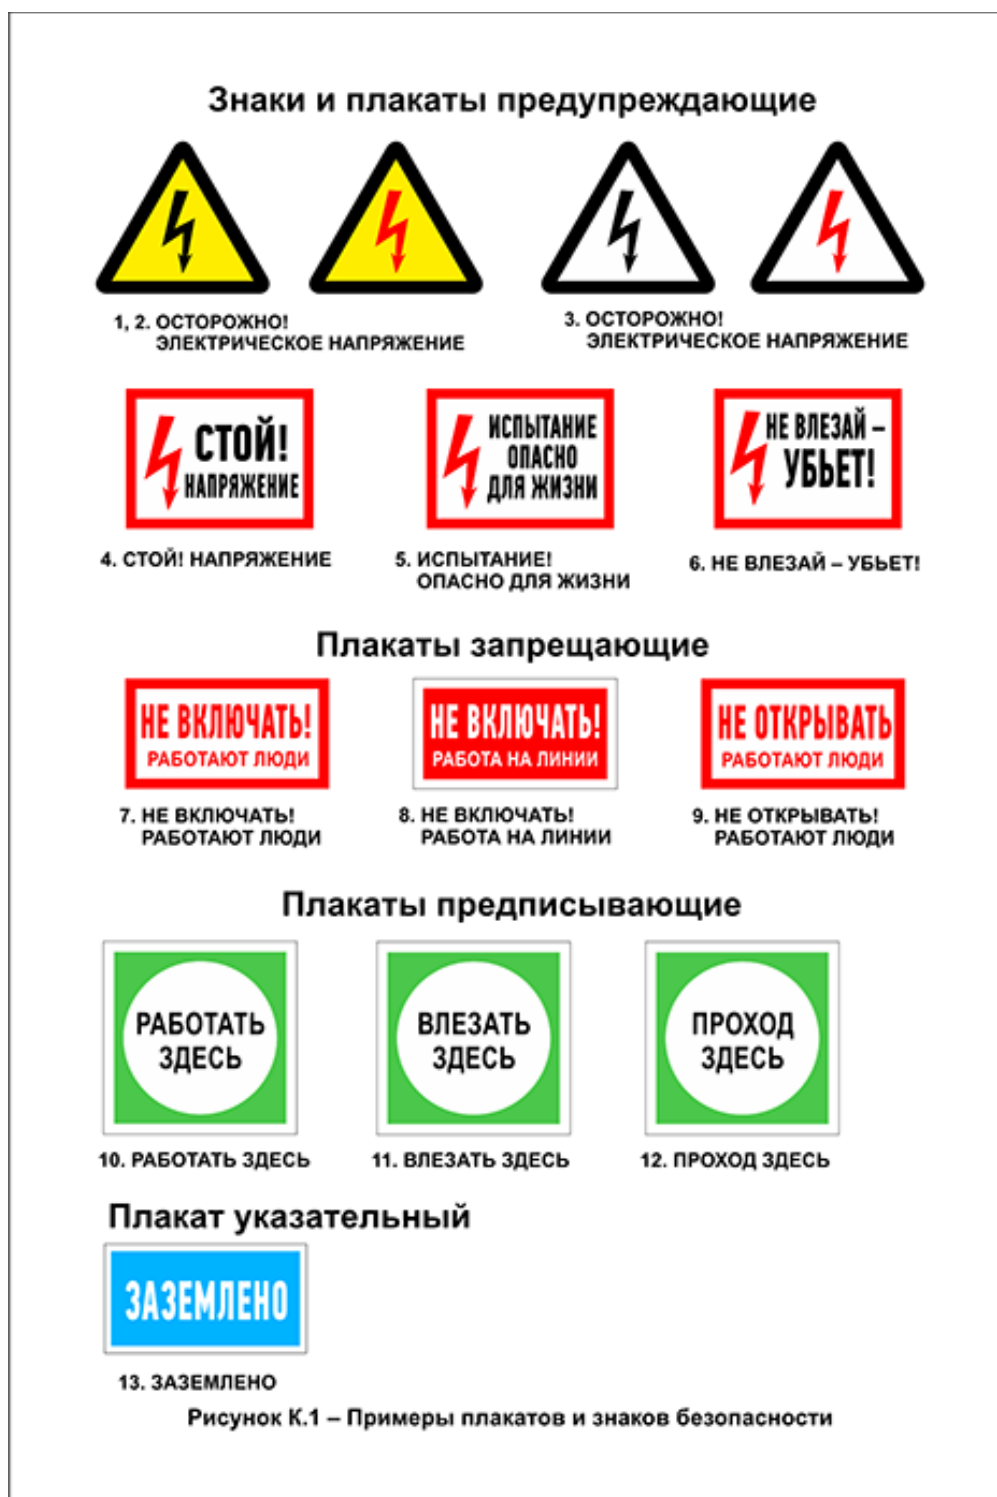 Знаки и плакаты предупреждающие
1, 2. ОСТОРОЖНО!
ЭЛЕКТРИЧЕСКОЕ НАПРЯЖЕНИЕ
3. ОСТОРОЖНО!
ЭЛЕКТРИЧЕСКОЕ НАПРЯЖЕНИЕ
СТОЙ!
НАПРЯЖЕНИЕ
ИСПЫТАНИЕ
ОПАСНО
ДЛЯ ЖИЗНИ
НЕ ВЛЕЗАЙ –
УБЬЕТ!
4. СТОЙ! НАПРЯЖЕНИЕ
5. ИСПЫТАНИЕ!
ОПАСНО ДЛЯ ЖИЗНИ
6. НЕ ВЛЕЗАЙ – УБЬЕТ!
Плакаты запрещающие
НЕ ВКЛЮЧАТЬ!
РАБОТАЮТ ЛЮДИ
НЕ ВКЛЮЧАТЬ!
РАБОТА НА ЛИНИИ
НЕ ОТКРЫВАТЬ
РАБОТАЮТ ЛЮДИ
7. НЕ ВКЛЮЧАТЬ!
РАБОТАЮТ ЛЮДИ
8. НЕ ВКЛЮЧАТЬ!
РАБОТА НА ЛИНИИ
9. НЕ ОТКРЫВАТЬ!
РАБОТАЮТ ЛЮДИ
Плакаты предписывающие
РАБОТАТЬ
ЗДЕСЬ
ВЛЕЗАТЬ
ЗДЕСЬ
ПРОХОД
ЗДЕСЬ
10. РАБОТАТЬ ЗДЕСЬ
11. ВЛЕЗАТЬ ЗДЕСЬ
12. ПРОХОД ЗДЕСЬ
Плакат указательный
ЗАЗЕМЛЕНО
13. ЗАЗЕМЛЕНО
Рисунок К.1 – Примеры плакатов и знаков безопасности